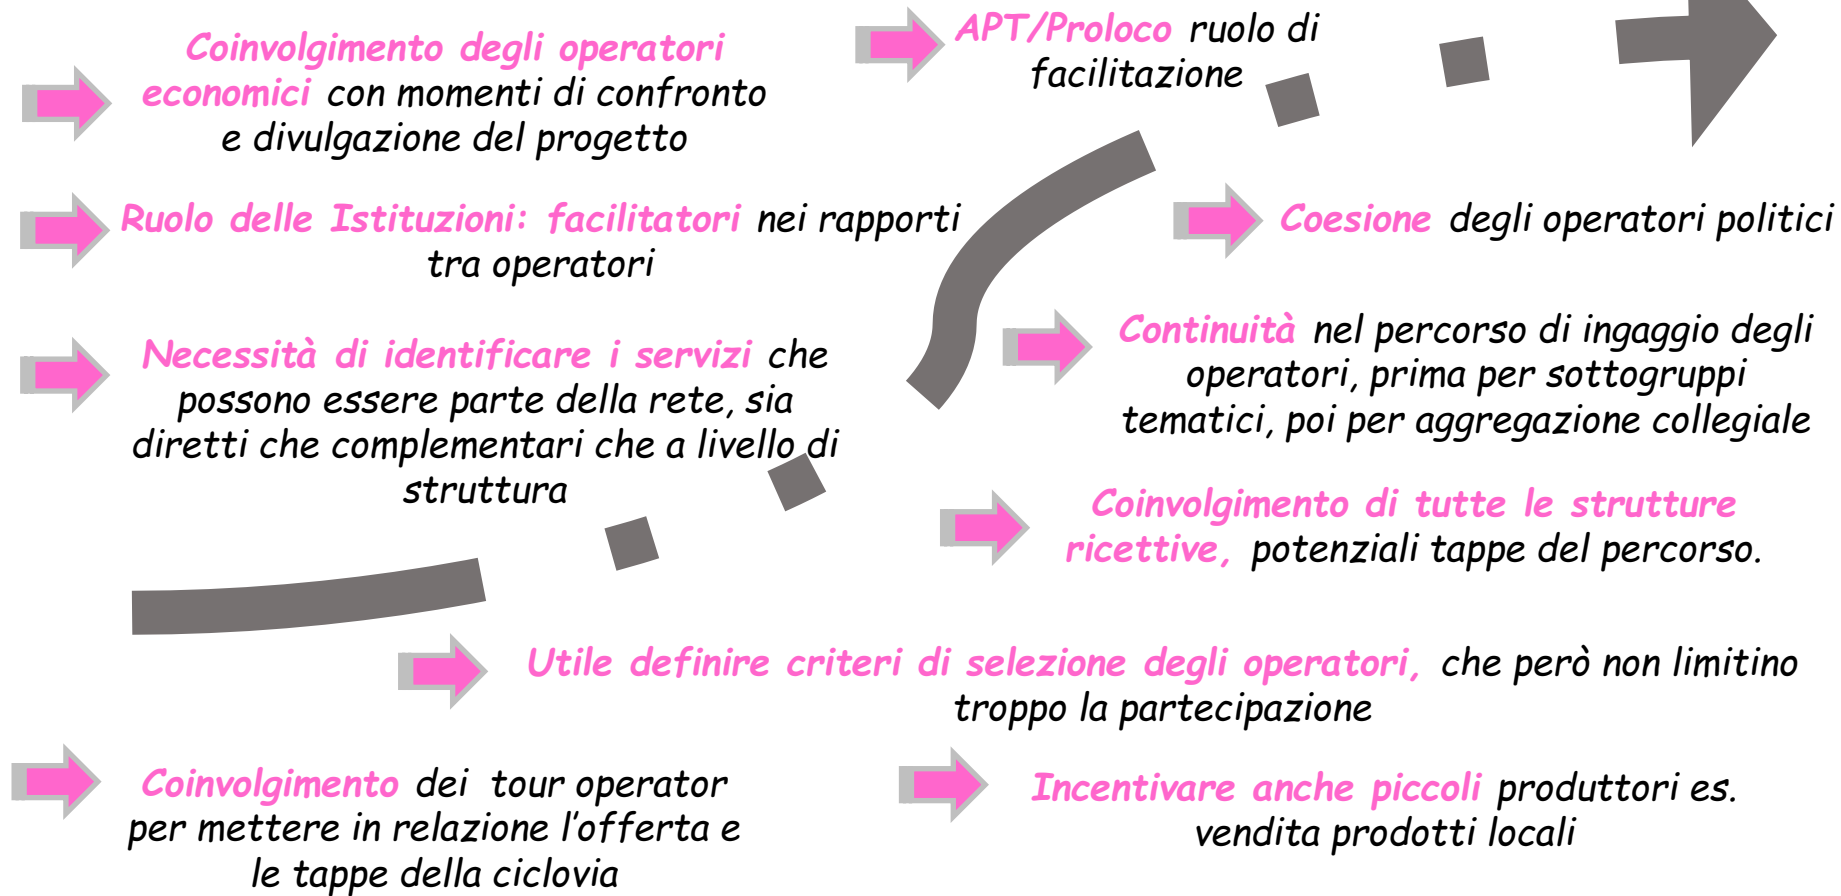 Coinvolgimento degli operatori
economici con momenti di confronto
e divulgazione del progetto
APT/Proloco ruolo di
facilitazione
Ruolo delle Istituzioni: facilitatori nei rapporti
tra operatori
Coesione degli operatori politici
Necessità di identificare i servizi che
possono essere parte della rete, sia
diretti che complementari che a livello di
struttura
Continuità nel percorso di ingaggio degli
operatori, prima per sottogruppi
tematici, poi per aggregazione collegiale
Coinvolgimento di tutte le strutture
ricettive, potenziali tappe del percorso.
Utile definire criteri di selezione degli operatori, che però non limitino
troppo la partecipazione
Coinvolgimento dei tour operator
per mettere in relazione l'offerta e
le tappe della ciclovia
Incentivare anche piccoli produttori es.
vendita prodotti locali